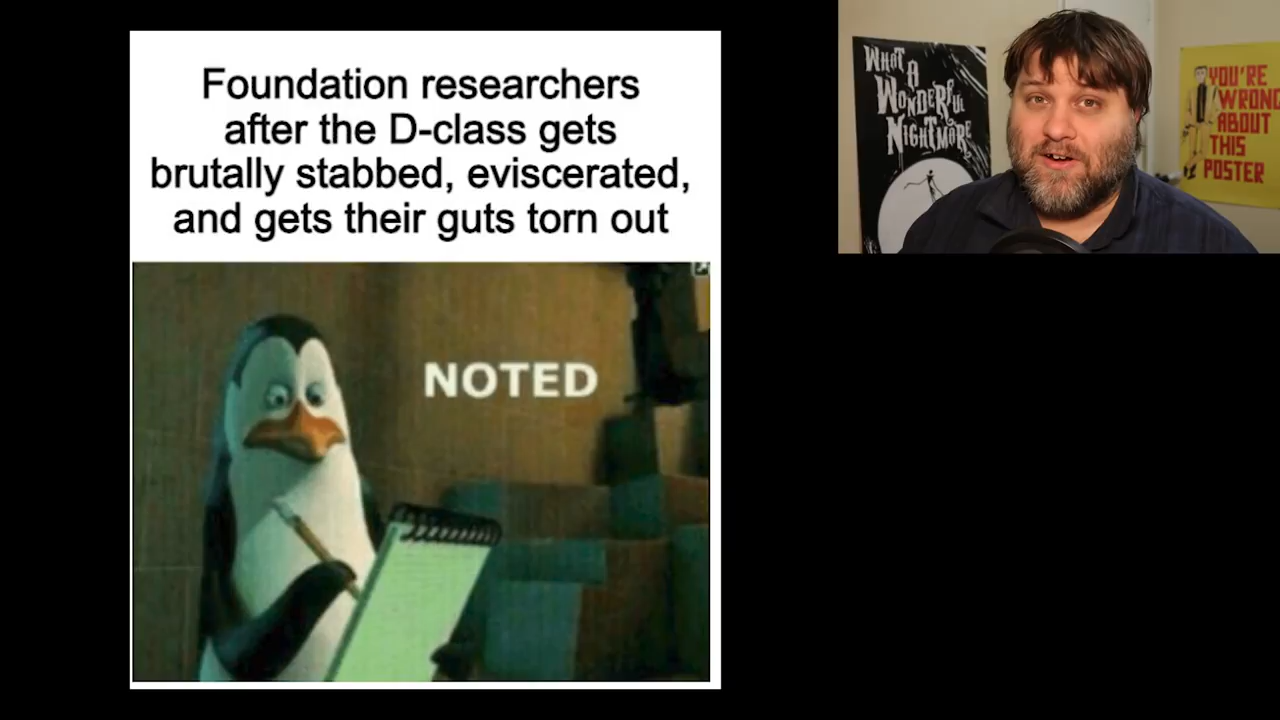 Foundation researchers
after the D-class gets
brutally stabbed, eviscerated,
and gets their guts torn out
NOTED
WHAT
A
WONDERFUL
NIGHTMARE
YOU'RE
WRONG
ABOUT
THIS
POSTER